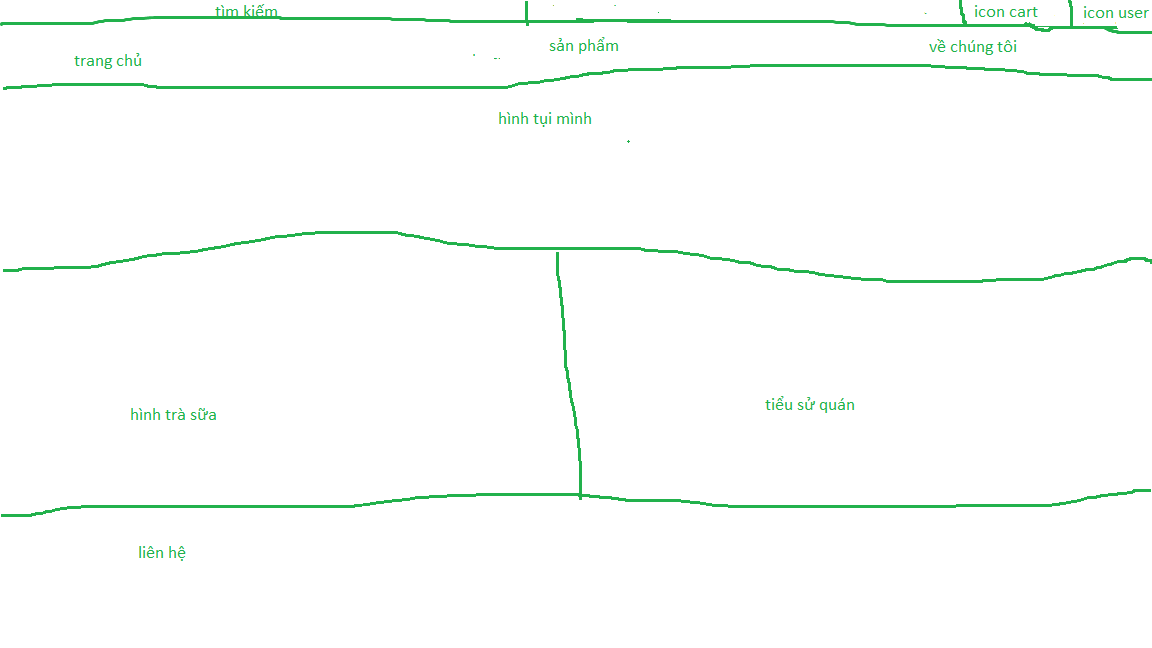 tìm kiếm
icon cart
icon user
trang chủ
sản phẩm
về chúng tôi
hình tụi mình
hình trà sữa
tiểu sử quán
liên hệ